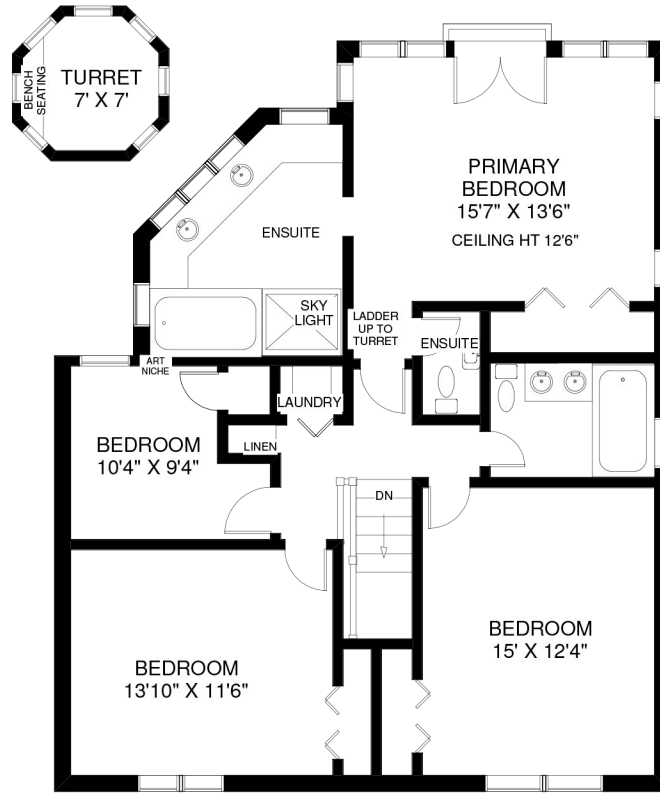 TURRET
7' X 7'
BENCH
SEATING
PRIMARY
BEDROOM
15'7" X 13'6"
CEILING HT 12'6"
ENSUITE
SKY
LIGHT
LADDER
UP TO
TURRET
ENSUITE
ART
NICHE
LAUNDRY
BEDROOM
10'4" X 9'4"
LINEN
DN
BEDROOM
15' X 12'4"
BEDROOM
13'10" X 11'6"